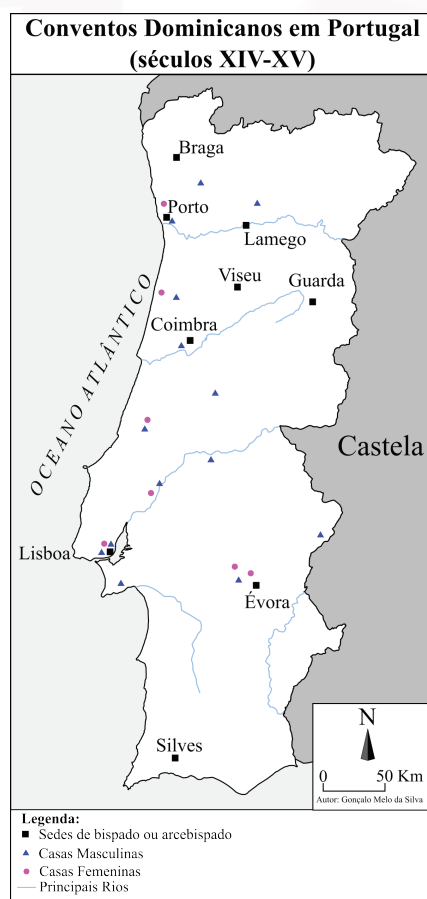 Conventos Dominicanos em Portugal
(séculos XIV-XV)
Braga
Porto
Lamego
Viseu
Guarda
Coimbra
OCEANO ATLÂNTICO
Castela
Lisboa
Évora
Silves
N
0 50 Km
Autor: Gonçalo Melo da Silva
Legenda:
Sedes de bispado ou arcebispado
Casas Masculinas
Casas Femeninas
Principais Rios